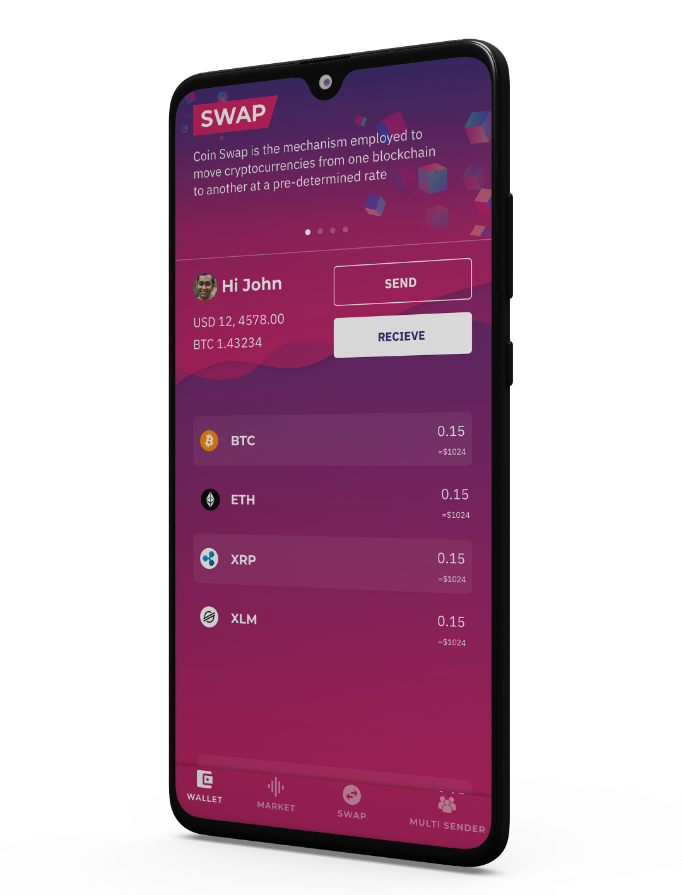 SWAP
Coin Swap is the mechanism employed to
move cryptocurrencies from one blockchain
to another at a pre-determined rate
Hi John
SEND
USD 12, 4578.00
RECIEVE
BTC 1.43234
BTC
0.15
≈$1024
ETH
0.15
≈$1024
XRP
0.15
≈$1024
XLM
0.15
≈$1024
WALLET
MARKET
SWAP
MULTI SENDER